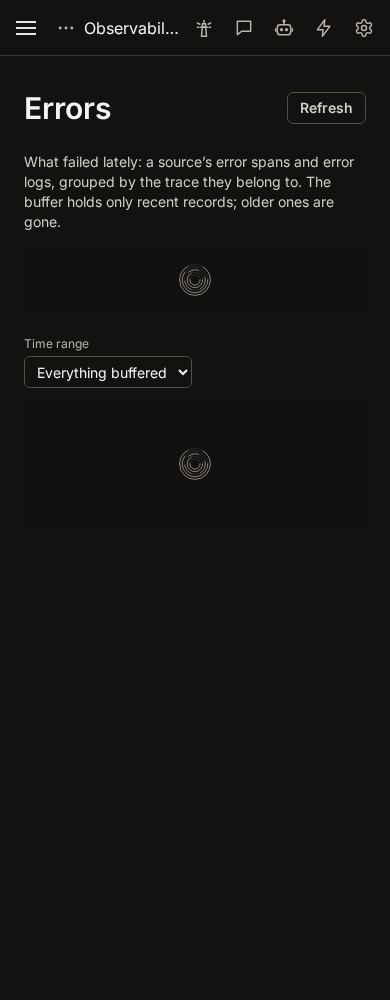 Observabil...
Errors
Refresh
What failed lately: a source's error spans and error
logs, grouped by the trace they belong to. The
buffer holds only recent records; older ones are
gone.
Time range
Everything buffered